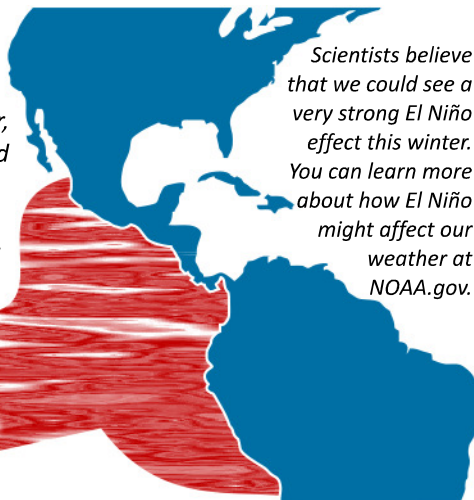 Scientists believe
that we could see a
very strong El Niño
effect this winter.
You can learn more
about how El Niño
might affect our
weather at
NOAA.gov.